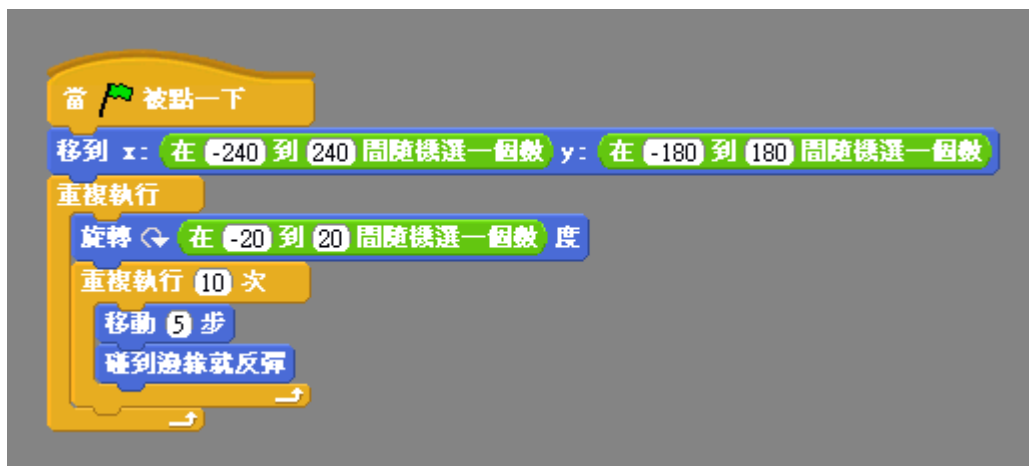 當 被點一下
移到 x: 在 -240 到 240 間隨機選一個數 y: 在 -180 到 180 間隨機選一個數
重複執行
旋轉 在 -20 到 20 間隨機選一個數 度
重複執行 10 次
移動 5 步
碰到邊緣就反彈